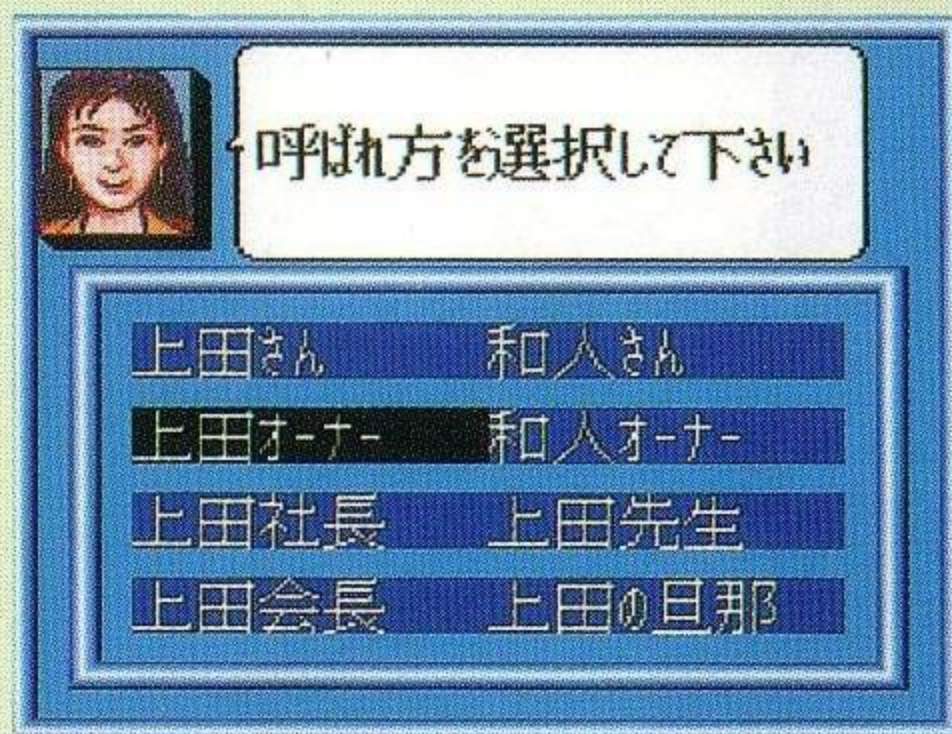 呼ばれ方を選択して下さい
上田さん 和人さん
上田オーナー 和人オーナー
上田社長 上田先生
上田会長 上田の旦那